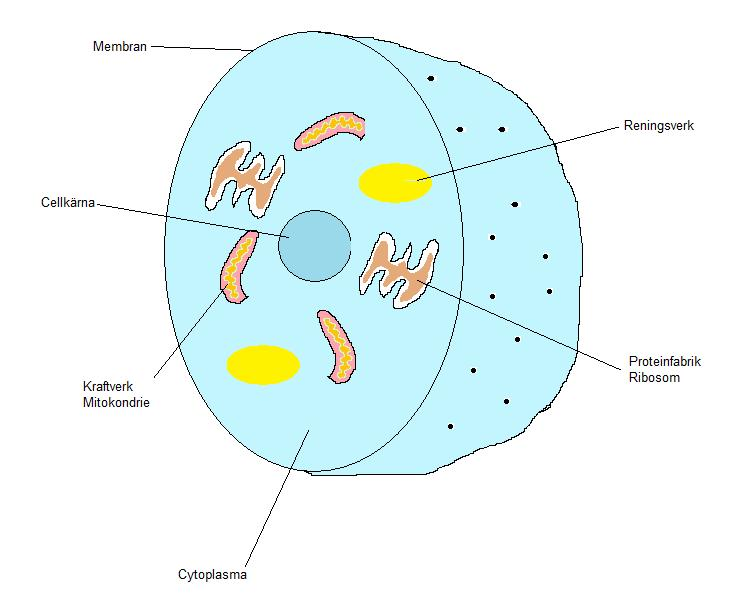 Membran
Reningsverk
Cellkärna
Proteinfabrik
Ribosom
Kraftverk
Mitokondrie
Cytoplasma